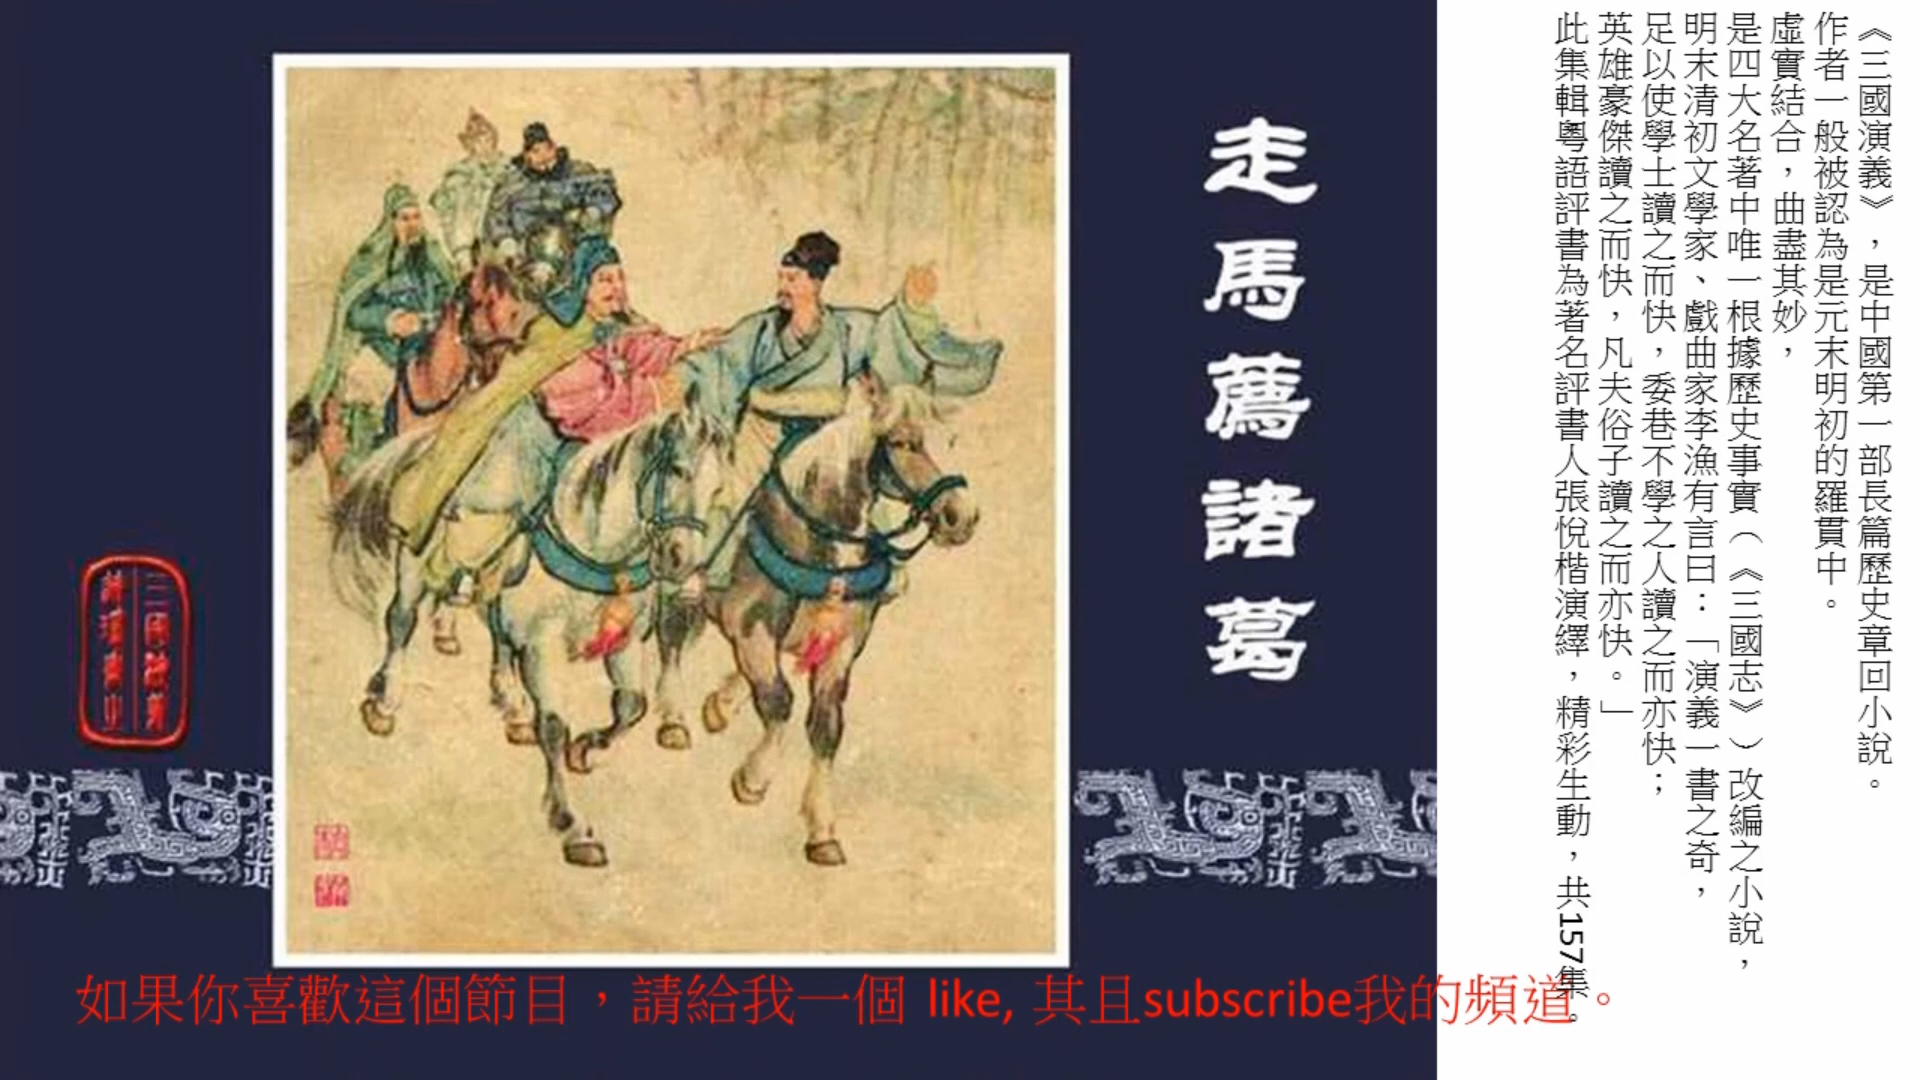 《三國演義》，是中國第一部長篇歷史章回小說。
作者一般被認為是元末明初的羅貫中。
虛實結合，曲盡其妙，
是四大名著中唯一根據歷史事實（《三國志》）改編之小說，
明末清初文學家、戲曲家李漁有言曰：「演義一書之奇，
足以使學士讀之而快，委巷不學之人讀之而亦快；
英雄豪傑讀之而快，凡夫俗子讀之而亦快。」
此集輯粵語評書為著名評書人張悅楷演繹，精彩生動，共157集。
走馬薦諸葛
如果你喜歡這個節目，請給我一個 like, 其且subscribe我的頻道。